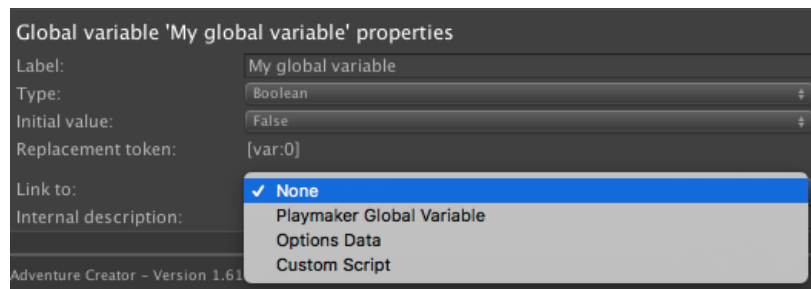 Global variable 'My global variable' properties
Label: My global variable
Type: Boolean
Initial value: False
Replacement token: [var:0]
Link to: ✓ None
Internal description: Playmaker Global Variable
Options Data
Custom Script
Adventure Creator – Version 1.61